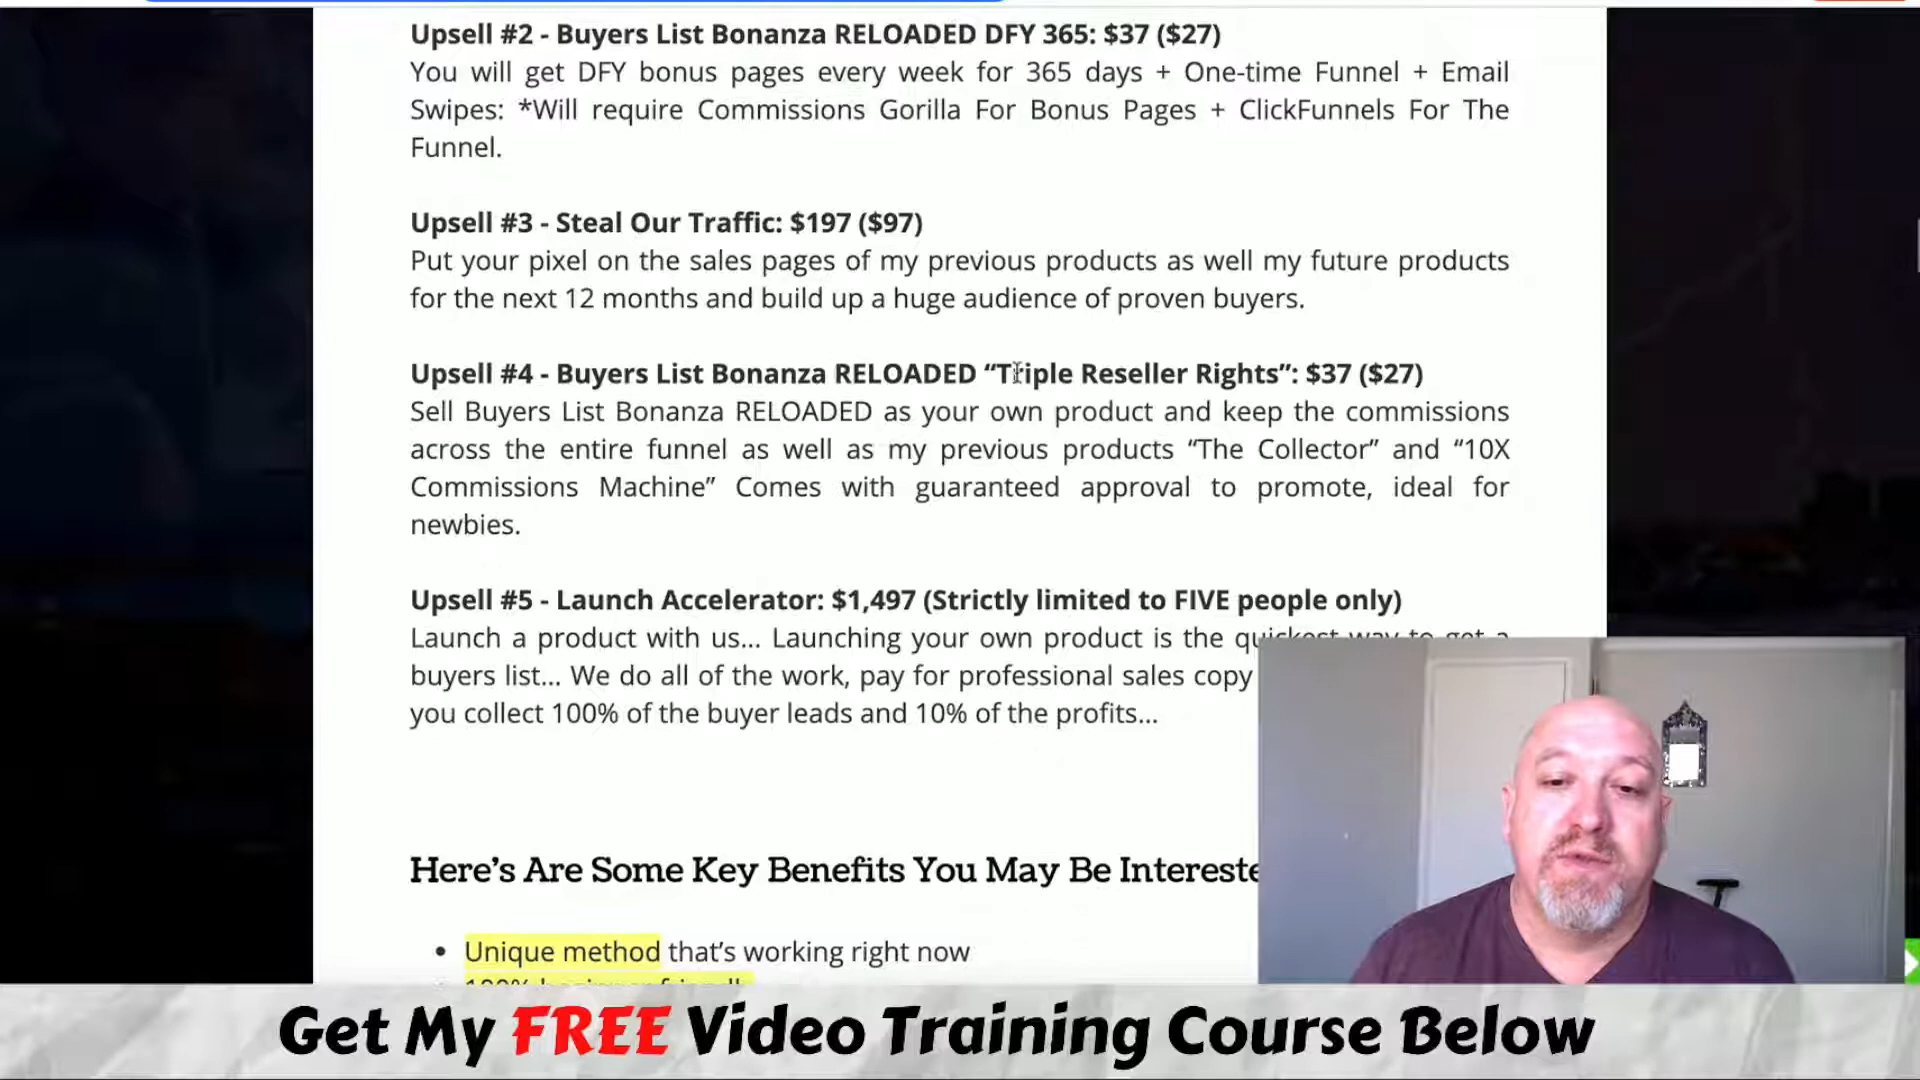 Upsell #2 - Buyers List Bonanza RELOADED DFY 365: $37 ($27)
You will get DFY bonus pages every week for 365 days + One-time Funnel + Email
Swipes: *Will require Commissions Gorilla For Bonus Pages + ClickFunnels For The
Funnel.
Upsell #3 - Steal Our Traffic: $197 ($97)
Put your pixel on the sales pages of my previous products as well my future products
for the next 12 months and build up a huge audience of proven buyers.
Upsell #4 - Buyers List Bonanza RELOADED “Triple Reseller Rights”: $37 ($27)
Sell Buyers List Bonanza RELOADED as your own product and keep the commissions
across the entire funnel as well as my previous products “The Collector” and “10X
Commissions Machine” Comes with guaranteed approval to promote, ideal for
newbies.
Upsell #5 - Launch Accelerator: $1,497 (Strictly limited to FIVE people only)
Launch a product with us... Launching your own product is the quickest way to get a
buyers list... We do all of the work, pay for professional sales copy
you collect 100% of the buyer leads and 10% of the profits...
Here’s Are Some Key Benefits You May Be
Unique method that’s working right now
Get My FREE Video Training Course Below